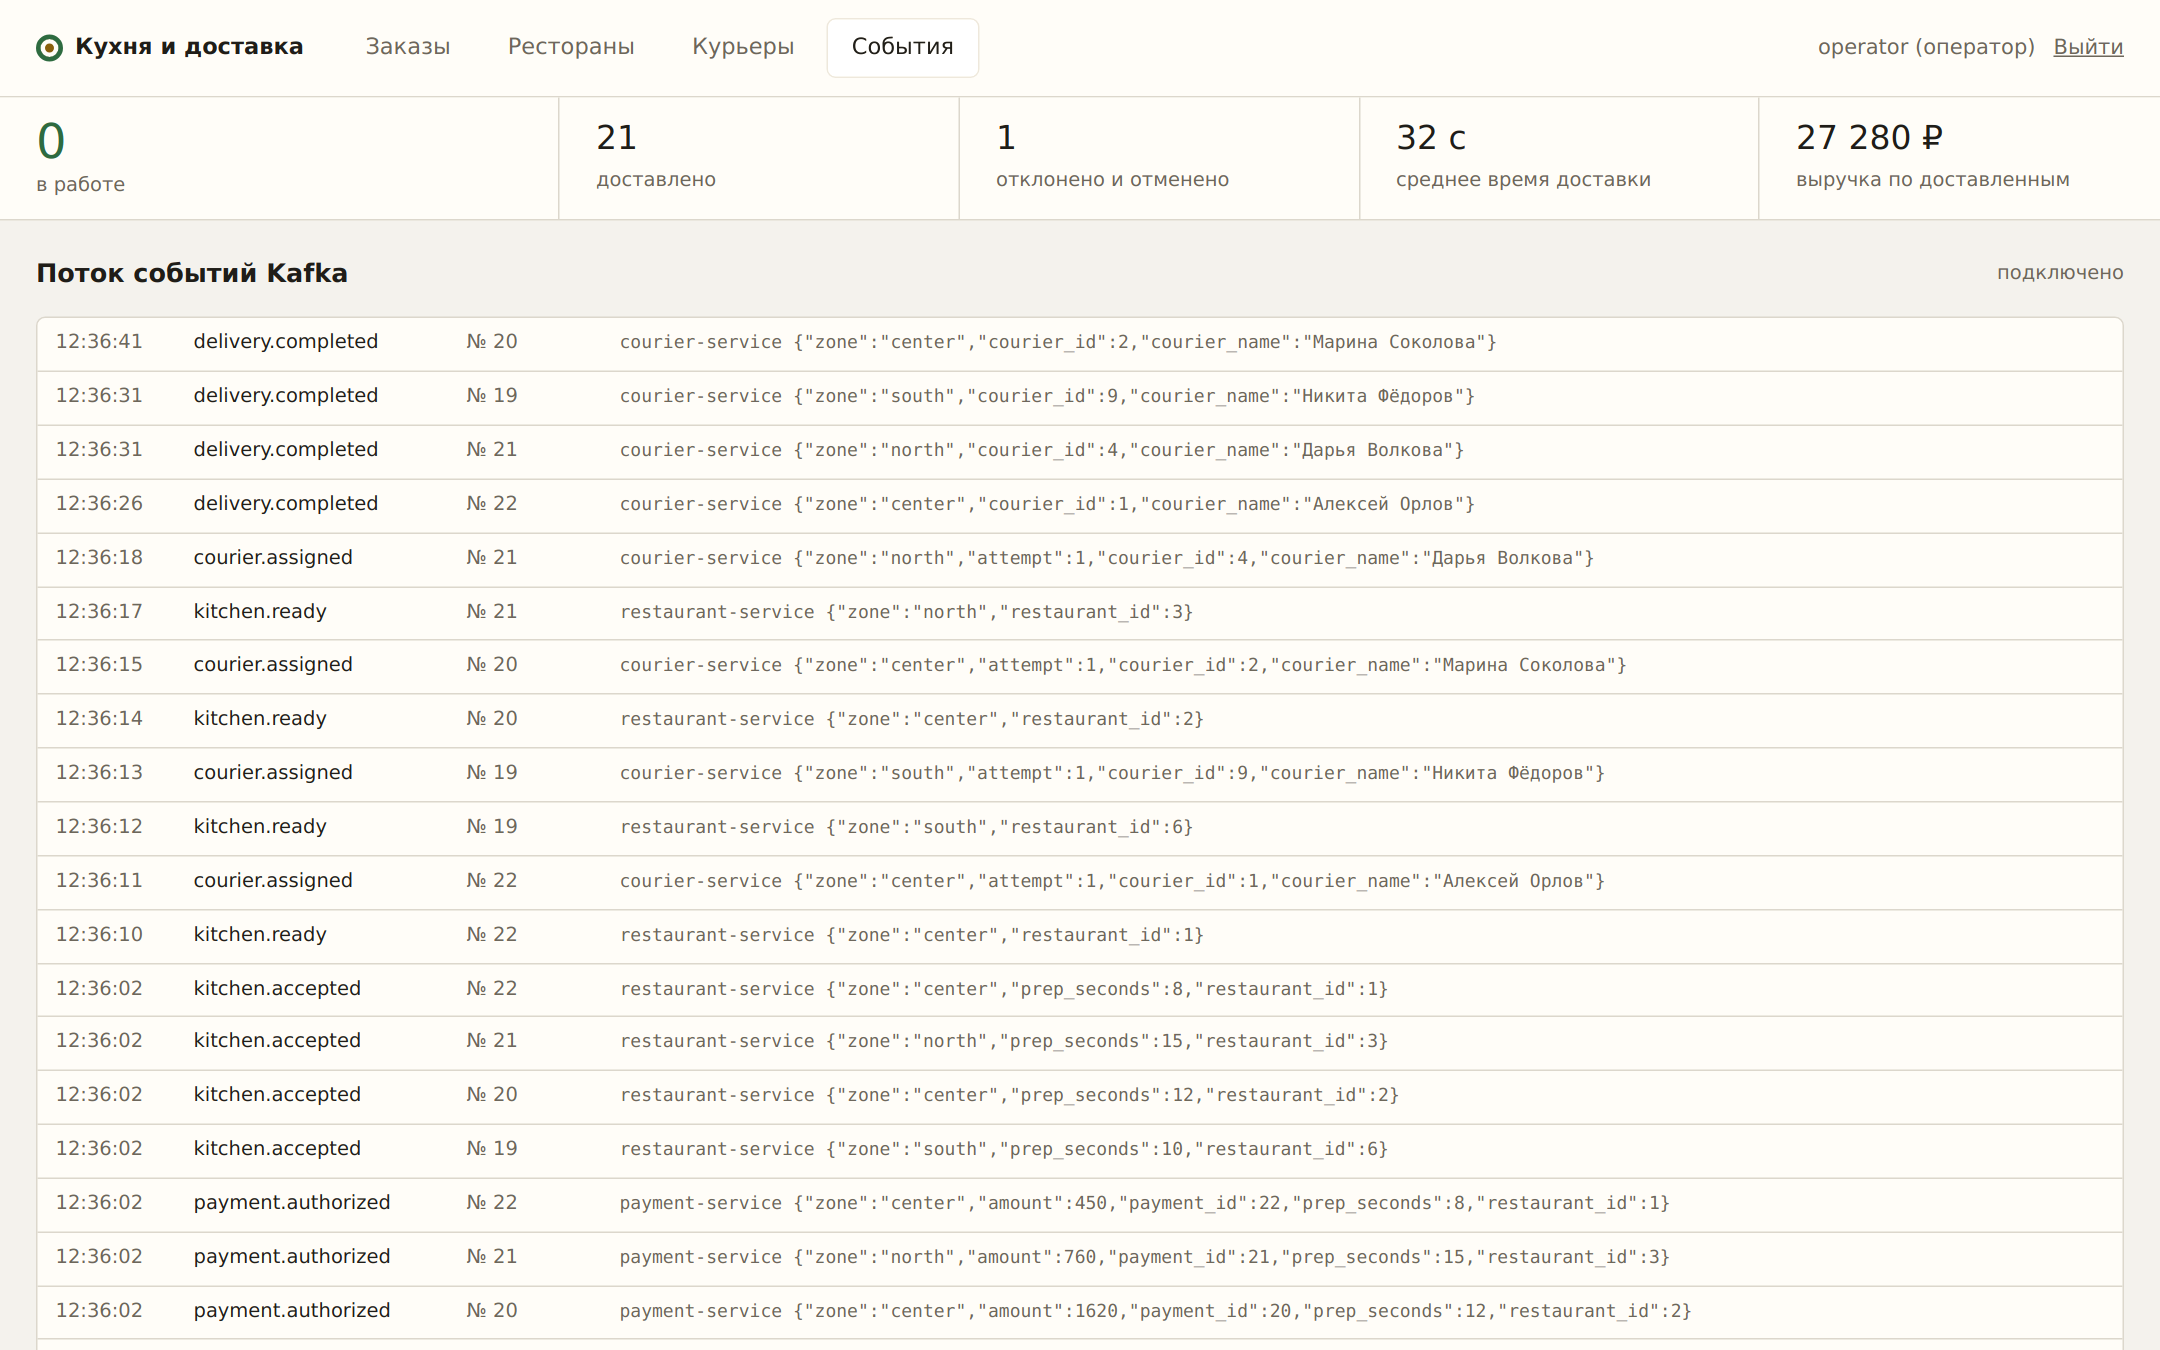 Кухня и доставка Заказы Рестораны Курьеры События operator (оператор) Выйти
0 21 1 32 с 27 280 ₽
в работе доставлено отклонено и отменено среднее время доставки выручка по доставленным
Поток событий Kafka подключено
12:36:41 delivery.completed № 20 courier-service {"zone":"center","courier_id":2,"courier_name":"Марина Соколова"}
12:36:31 delivery.completed № 19 courier-service {"zone":"south","courier_id":9,"courier_name":"Никита Фёдоров"}
12:36:31 delivery.completed № 21 courier-service {"zone":"north","courier_id":4,"courier_name":"Дарья Волкова"}
12:36:26 delivery.completed № 22 courier-service {"zone":"center","courier_id":1,"courier_name":"Алексей Орлов"}
12:36:18 courier.assigned № 21 courier-service {"zone":"north","attempt":1,"courier_id":4,"courier_name":"Дарья Волкова"}
12:36:17 kitchen.ready № 21 restaurant-service {"zone":"north","restaurant_id":3}
12:36:15 courier.assigned № 20 courier-service {"zone":"center","attempt":1,"courier_id":2,"courier_name":"Марина Соколова"}
12:36:14 kitchen.ready № 20 restaurant-service {"zone":"center","restaurant_id":2}
12:36:13 courier.assigned № 19 courier-service {"zone":"south","attempt":1,"courier_id":9,"courier_name":"Никита Фёдоров"}
12:36:12 kitchen.ready № 19 restaurant-service {"zone":"south","restaurant_id":6}
12:36:11 courier.assigned № 22 courier-service {"zone":"center","attempt":1,"courier_id":1,"courier_name":"Алексей Орлов"}
12:36:10 kitchen.ready № 22 restaurant-service {"zone":"center","restaurant_id":1}
12:36:02 kitchen.accepted № 22 restaurant-service {"zone":"center","prep_seconds":8,"restaurant_id":1}
12:36:02 kitchen.accepted № 21 restaurant-service {"zone":"north","prep_seconds":15,"restaurant_id":3}
12:36:02 kitchen.accepted № 20 restaurant-service {"zone":"center","prep_seconds":12,"restaurant_id":2}
12:36:02 kitchen.accepted № 19 restaurant-service {"zone":"south","prep_seconds":10,"restaurant_id":6}
12:36:02 payment.authorized № 22 payment-service {"zone":"center","amount":450,"payment_id":22,"prep_seconds":8,"restaurant_id":1}
12:36:02 payment.authorized № 21 payment-service {"zone":"north","amount":760,"payment_id":21,"prep_seconds":15,"restaurant_id":3}
12:36:02 payment.authorized № 20 payment-service {"zone":"center","amount":1620,"payment_id":20,"prep_seconds":12,"restaurant_id":2}